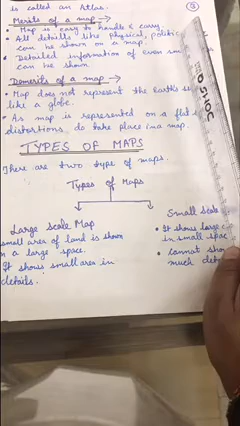 is called an Atlas.
3
Merits of a map →
• Map is easy to handle & carry.
• All details like Physical, Politic
can be shown on a map.
• Detailed information of even sm
can be shown
Demerits of a map →
• Map does not represent the Earth's su
like a globe.
• As map is represented on a flat s
distortions do take place in a map.
TYPES OF MAPS
There are two type of maps.
Types of Maps
Large Scale Map
small area of land is shown
on a large space.
It shows small area in
details.
Small Scale
• It shows large
in small spac
• cannot sho
much det